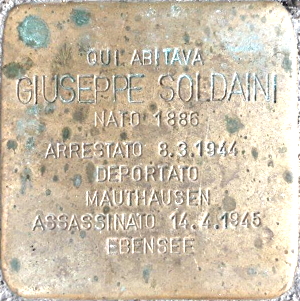 QUI ABITAVA
GIUSEPPE SOLDAINI
NATO 1886
ARRESTATO 8.3.1944
DEPORTATO
MAUTHAUSEN
ASSASSINATO 14.4.1945
EBENSEE